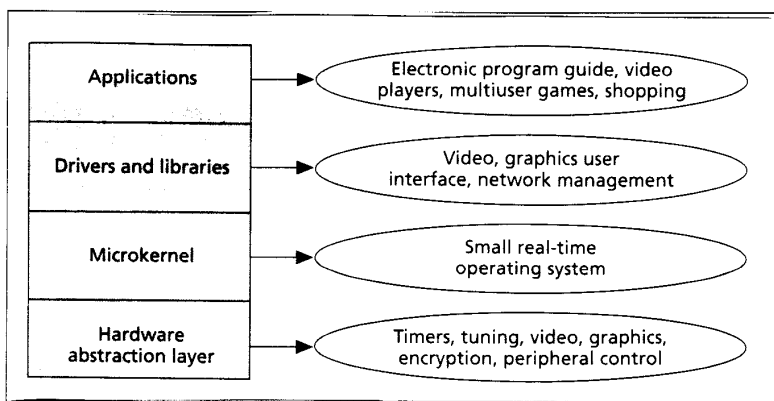 Applications
Electronic program guide, video
players, multiuser games, shopping
Drivers and libraries
Video, graphics user
interface, network management
Microkernel
Small real-time
operating system
Hardware
abstraction layer
Timers, tuning, video, graphics,
encryption, peripheral control